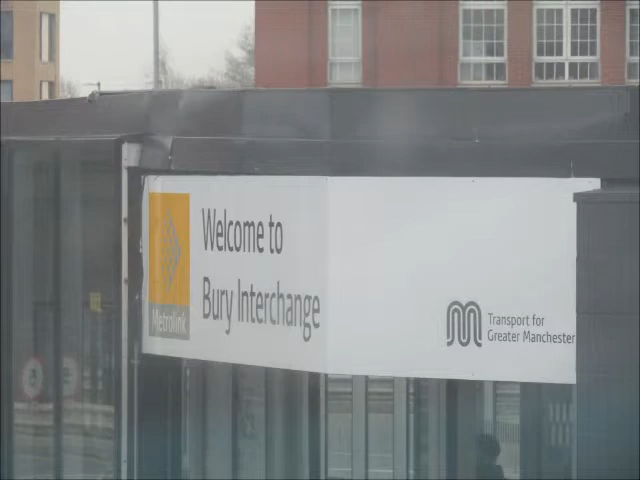 Welcome to
Bury Interchange
Metrolink
Transport for
Greater Manchester